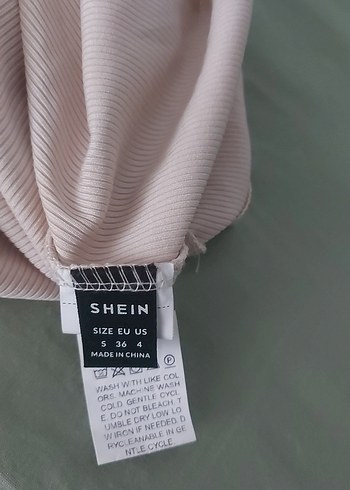 SHEIN
SIZE EU US
S 36 4
MADE IN CHINA
P
WASH WITH LIKE COL
ORS. MACHINE WASH
COLD. GENTLE CYCL
E. DO NOT BLEACH. T
UMBLE DRY LOW LO
W IRON IF NEEDED. D
RYCLEANABLE IN GE
NTLE CYCLE.